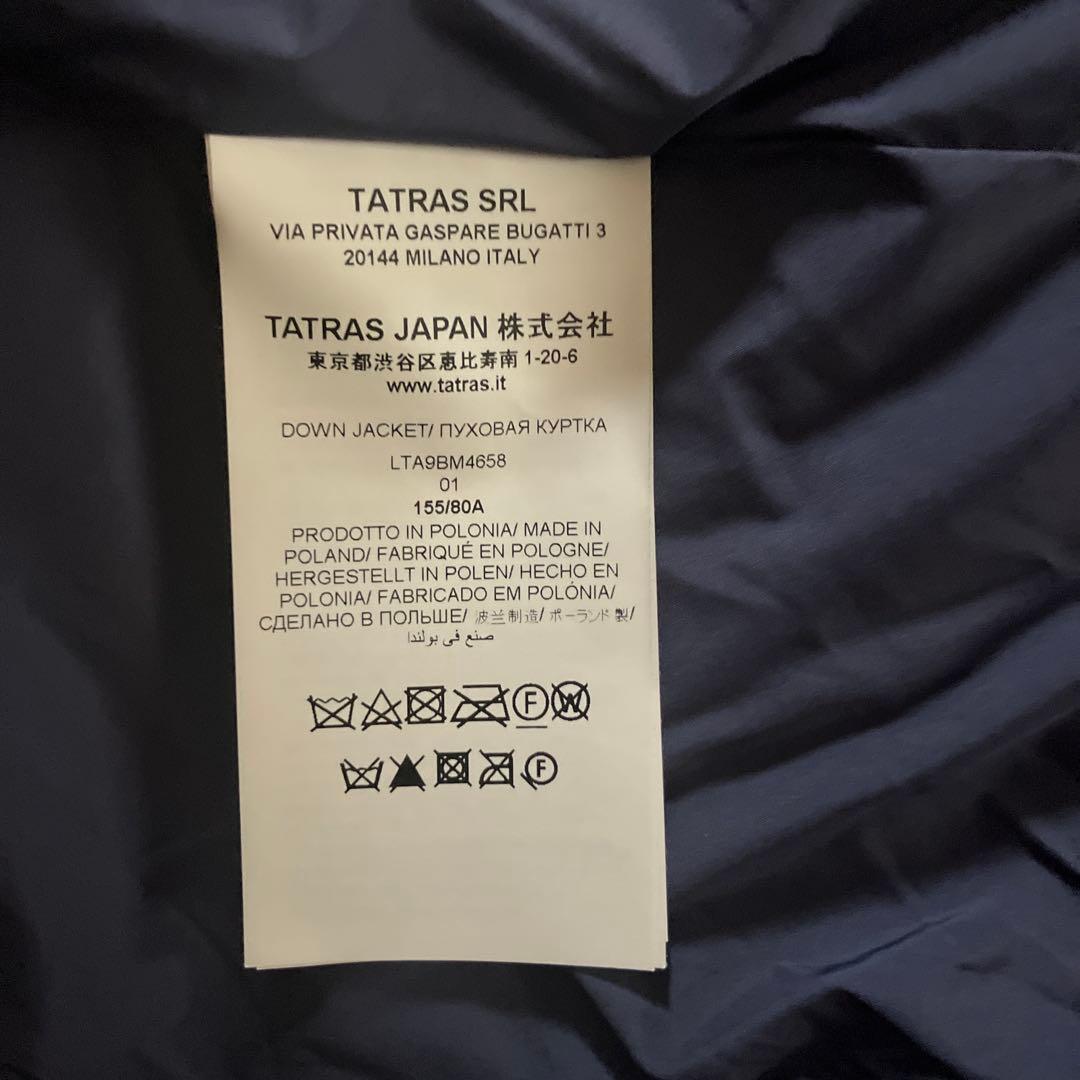 TATRAS SRL
VIA PRIVATA GASPARE BUGATTI 3
20144 MILANO ITALY
TATRAS JAPAN 株式会社
東京都渋谷区恵比寿南 1-20-6
www.tatras.it
DOWN JACKET/ ПУХОВАЯ КУРТКА
LTA9BM4658
01
155/80A
PRODOTTO IN POLONIA/ MADE IN
POLAND/ FABRIQUÉ EN POLOGNE/
HERGESTELLT IN POLEN/ HECHO EN
POLONIA/ FABRICADO EM POLÓNIA/
СДЕЛАНО В ПОЛЬШЕ/ 波兰制造/ ポーランド 製/
صنع في بولندا
F W
F